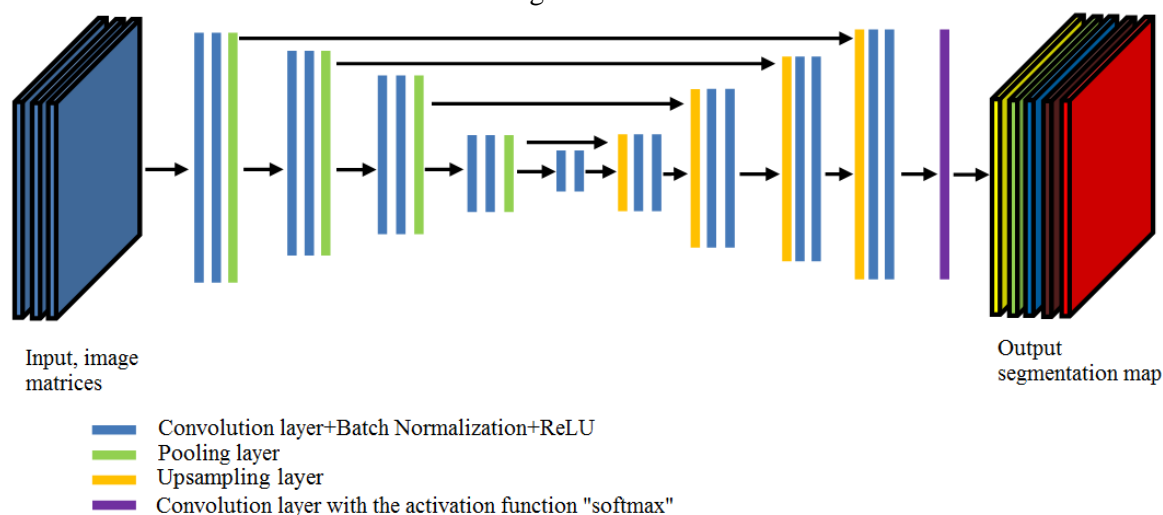 Input, image
matrices
Output
segmentation map
Convolution layer+Batch Normalization+ReLU
Pooling layer
Upsampling layer
Convolution layer with the activation function "softmax"